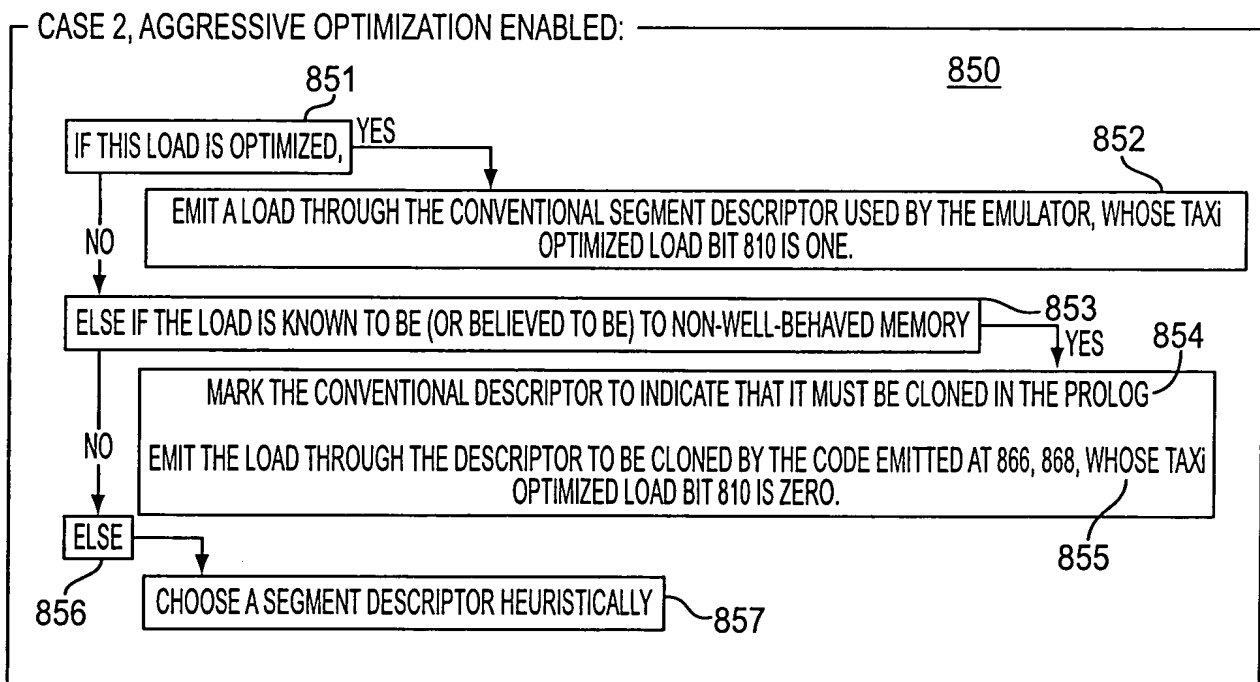 CASE 2, AGGRESSIVE OPTIMIZATION ENABLED:
850
851
IF THIS LOAD IS OPTIMIZED,
YES
852
EMIT A LOAD THROUGH THE CONVENTIONAL SEGMENT DESCRIPTOR USED BY THE EMULATOR, WHOSE TAXi
OPTIMIZED LOAD BIT 810 IS ONE.
NO
ELSE IF THE LOAD IS KNOWN TO BE (OR BELIEVED TO BE) TO NON-WELL-BEHAVED MEMORY
853
YES
854
MARK THE CONVENTIONAL DESCRIPTOR TO INDICATE THAT IT MUST BE CLONED IN THE PROLOG
EMIT THE LOAD THROUGH THE DESCRIPTOR TO BE CLONED BY THE CODE EMITTED AT 866, 868, WHOSE TAXi
OPTIMIZED LOAD BIT 810 IS ZERO.
855
NO
ELSE
856
CHOOSE A SEGMENT DESCRIPTOR HEURISTICALLY
857